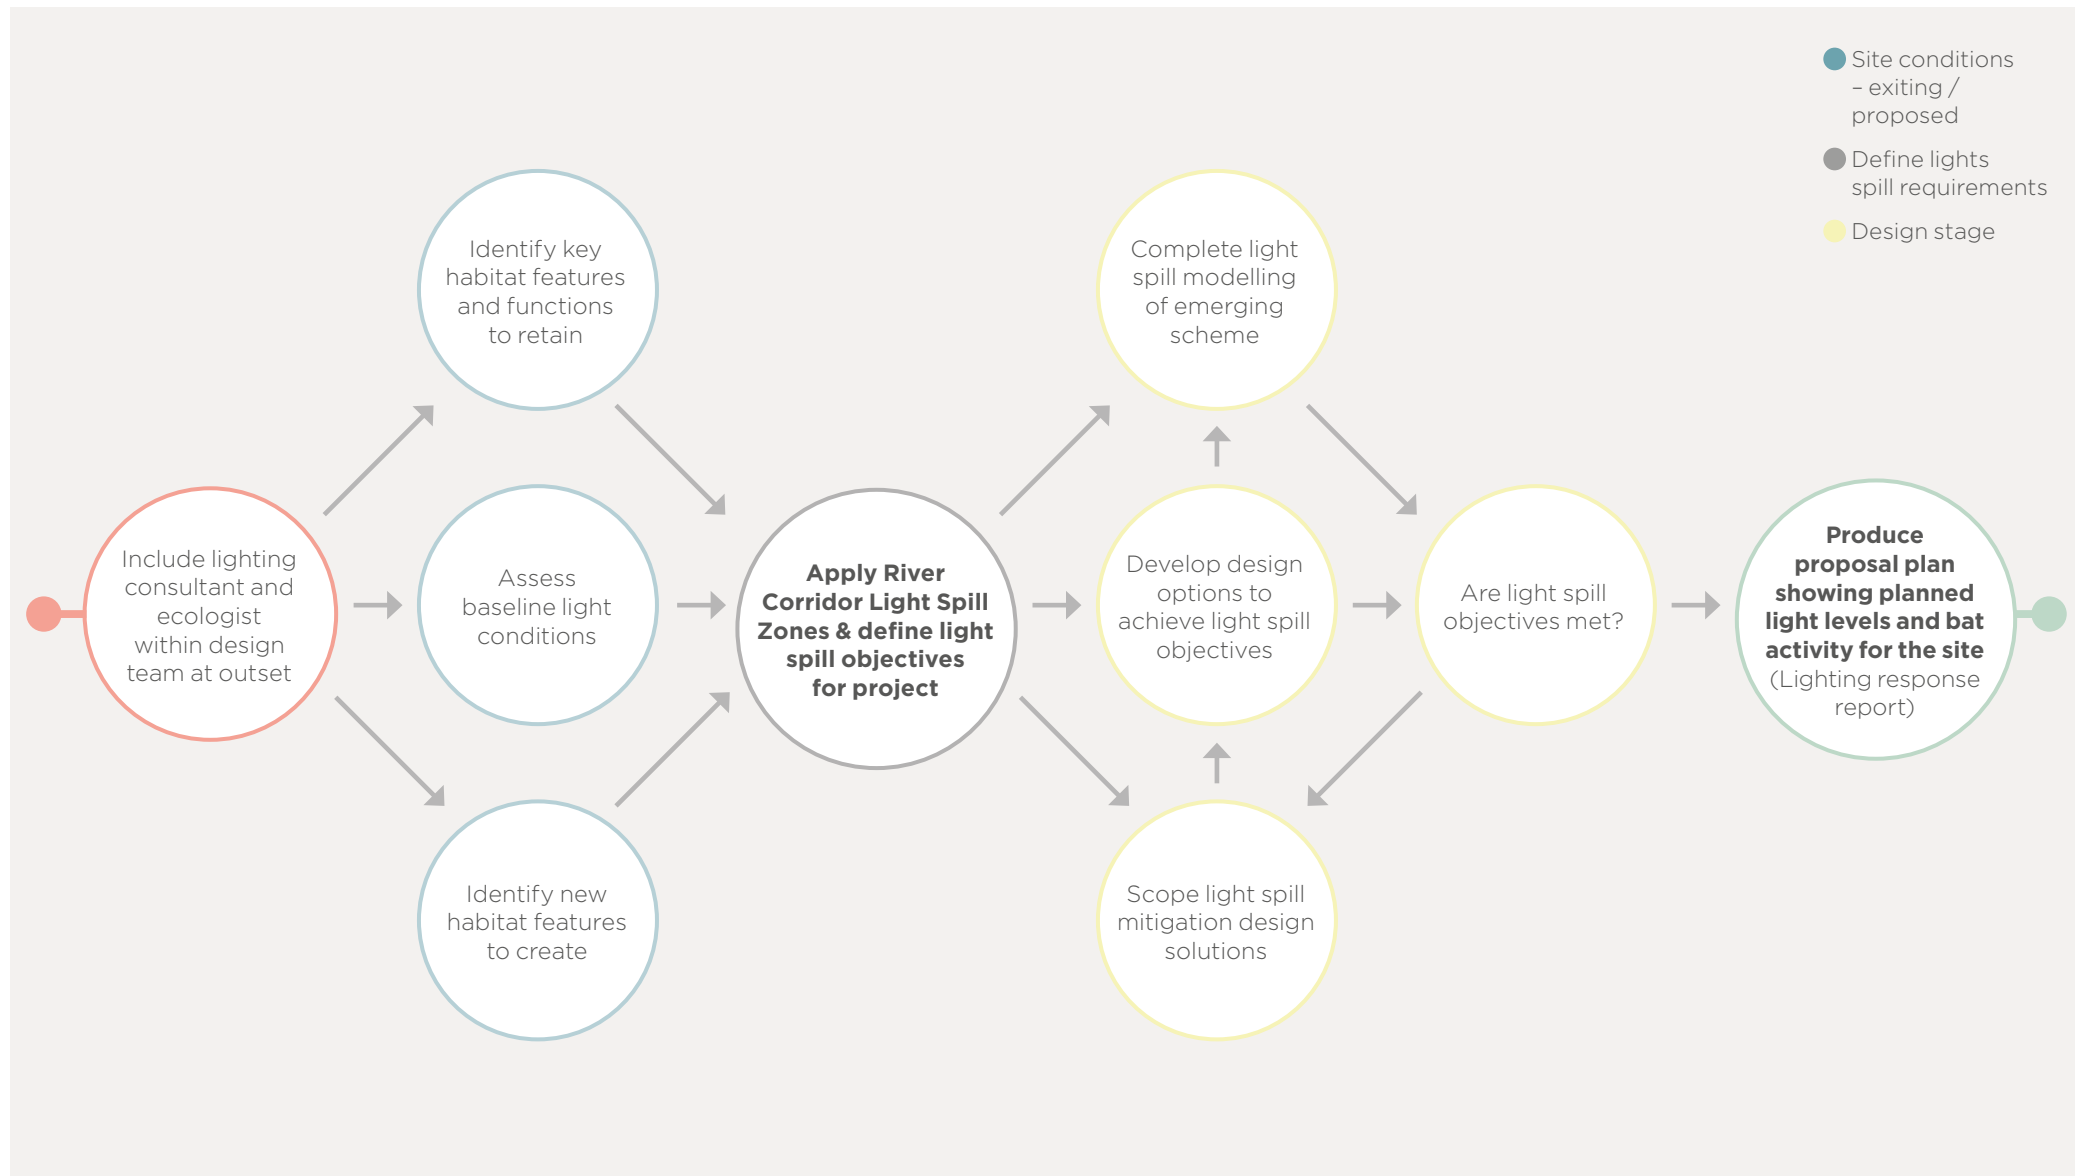 Site conditions
– exiting /
proposed
Define lights
spill requirements
Design stage
Include lighting
consultant and
ecologist
within design
team at outset
Identify key
habitat features
and functions
to retain
Assess
baseline light
conditions
Identify new
habitat features
to create
Apply River
Corridor Light Spill
Zones & define light
spill objectives
for project
Complete light
spill modelling
of emerging
scheme
Develop design
options to
achieve light spill
objectives
Scope light spill
mitigation design
solutions
Are light spill
objectives met?
Produce
proposal plan
showing planned
light levels and bat
activity for the site
(Lighting response
report)